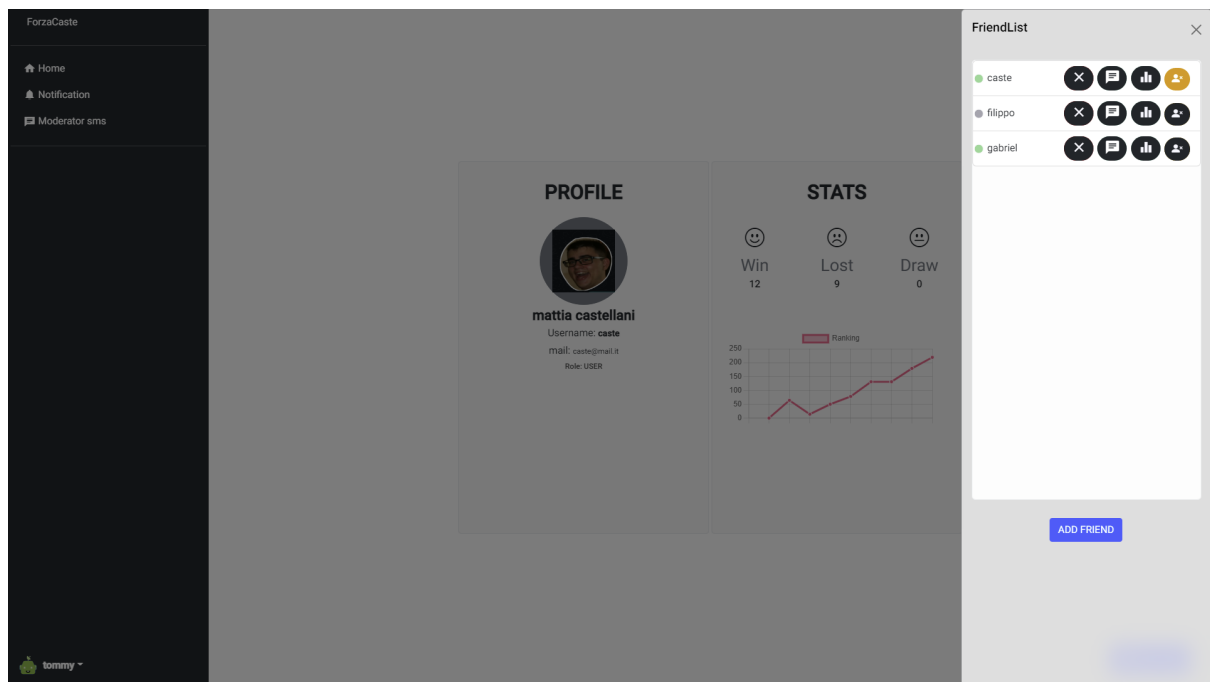 ForzaCaste
Home
Notification
Moderator sms
PROFILE
mattia castellani
Username: caste
mail: caste@mail.it
Role: USER
STATS
Win
Lost
Draw
12
9
0
Ranking
250
200
150
100
50
0
FriendList
caste
filippo
gabriel
ADD FRIEND
tommy